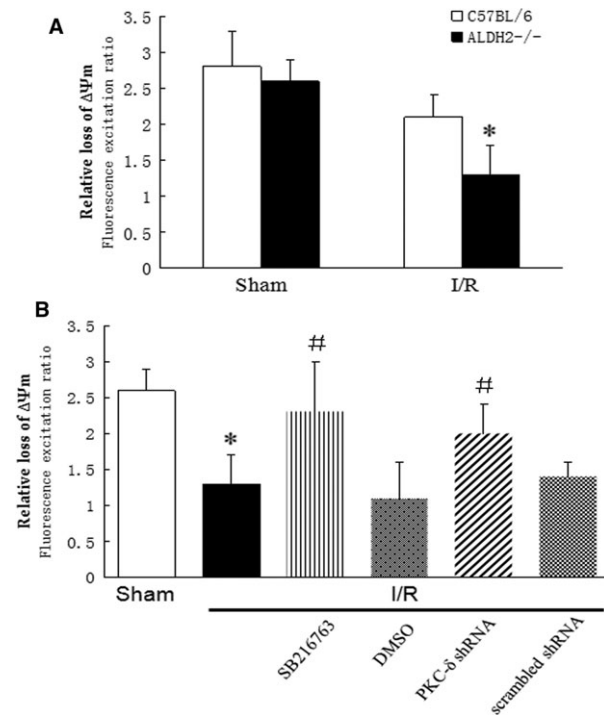 A
C57BL/6
ALDH2-/-
Relative loss of ΔΨm
Fluorescence excitation ratio
3.5
3
2.5
2
1.5
1
0.5
0
*
Sham
I/R
B
Relative loss of ΔΨm
Fluorescence excitation ratio
3.5
3
2.5
2
1.5
1
0.5
0
*
#
#
Sham
I/R
SB216763
DMSO
PKC-δ shRNA
scrambled shRNA